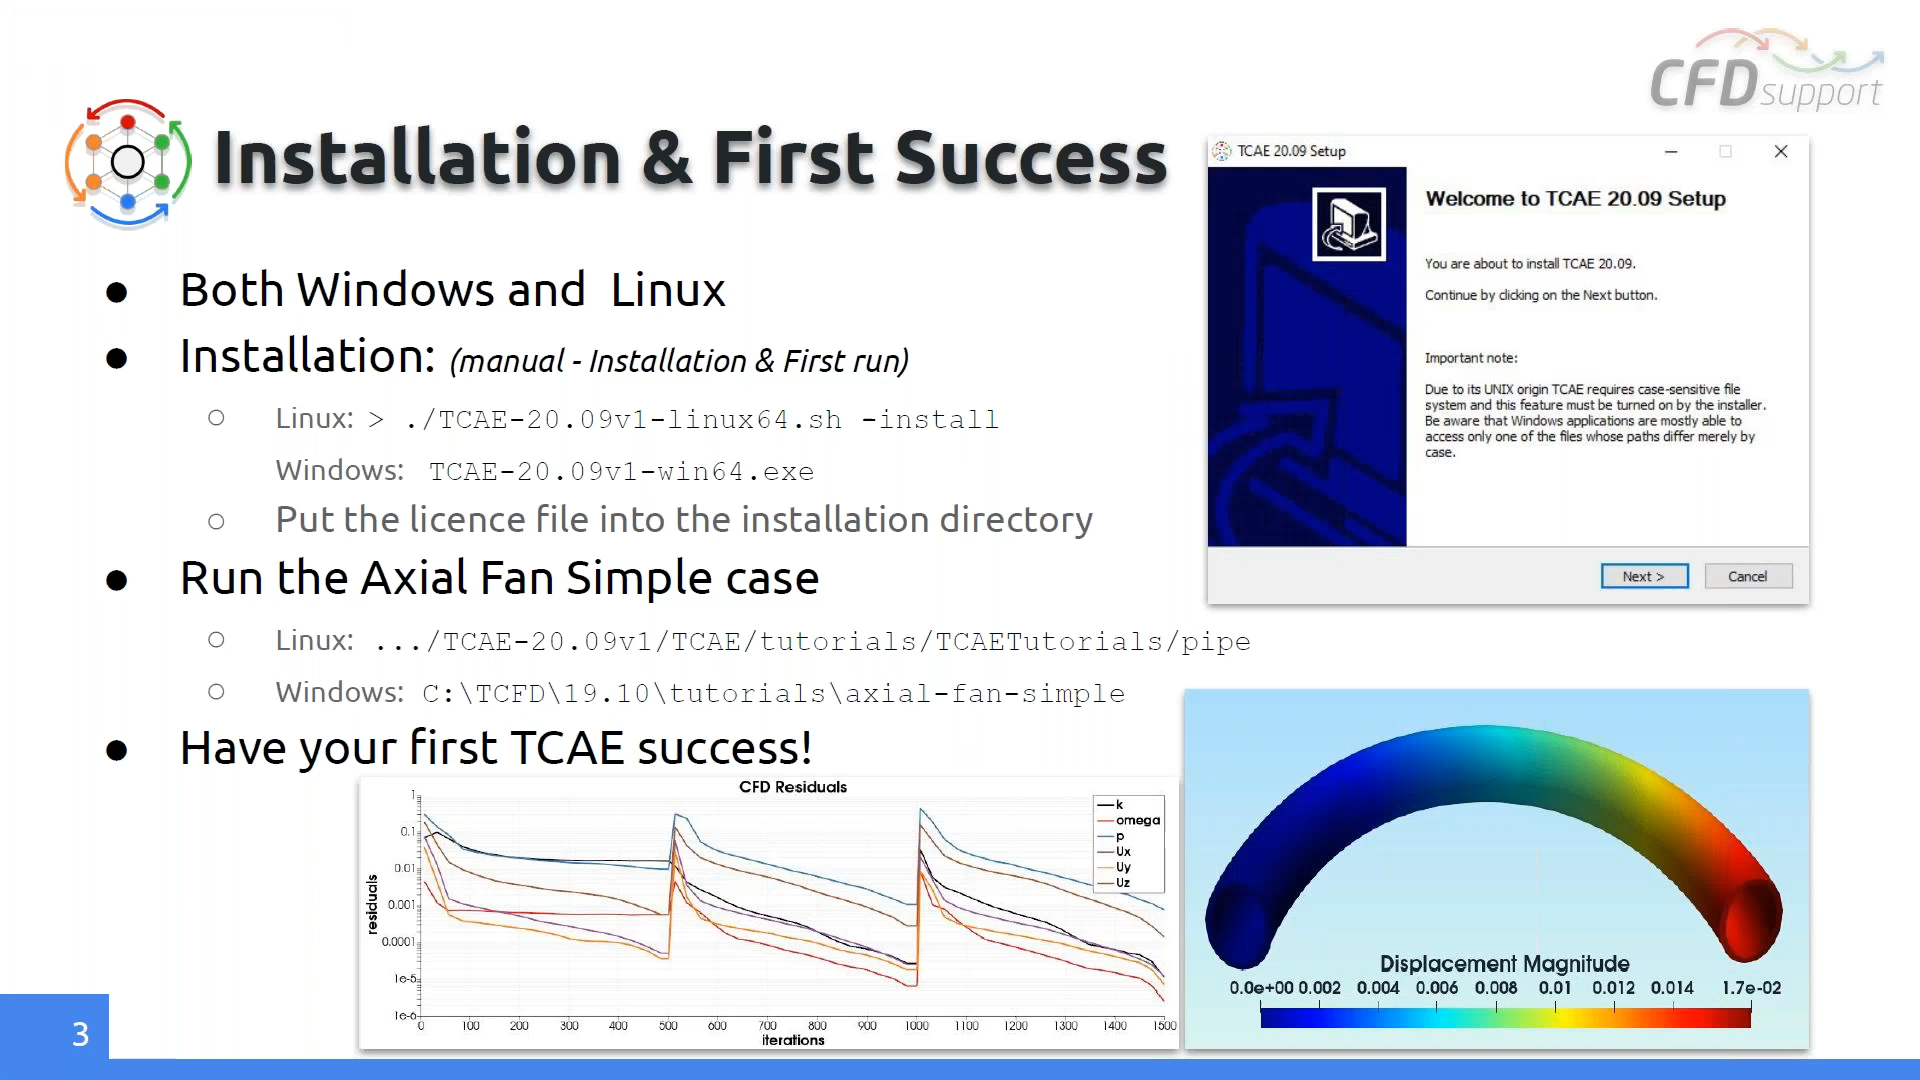 CFD support
Installation & First Success
● Both Windows and Linux
● Installation: (manual - Installation & First run)
○ Linux: > ./TCAE-20.09v1-linux64.sh -install
Windows: TCAE-20.09v1-win64.exe
○ Put the licence file into the installation directory
● Run the Axial Fan Simple case
○ Linux: .../TCAE-20.09v1/TCAE/tutorials/TCAETutorials/pipe
○ Windows: C:\TCFD\19.10\tutorials\axial-fan-simple
● Have your first TCAE success!
TCAE 20.09 Setup
Welcome to TCAE 20.09 Setup
You are about to install TCAE 20.09.
Continue by clicking on the Next button.
Important note:
Due to its UNIX origin TCAE requires case-sensitive file
system and this feature must be turned on by the installer.
Be aware that Windows applications are mostly able to
access only one of the files whose paths differ merely by
case.
Next > Cancel
CFD Residuals
k
omega
p
Ux
Uy
Uz
residuals
1
0.1
0.01
0.001
0.0001
1e-5
1e-6
0 100 200 300 400 500 600 700 800 900 1000 1100 1200 1300 1400 1500
iterations
Displacement Magnitude
0.0e+00 0.002 0.004 0.006 0.008 0.01 0.012 0.014 1.7e-02
3